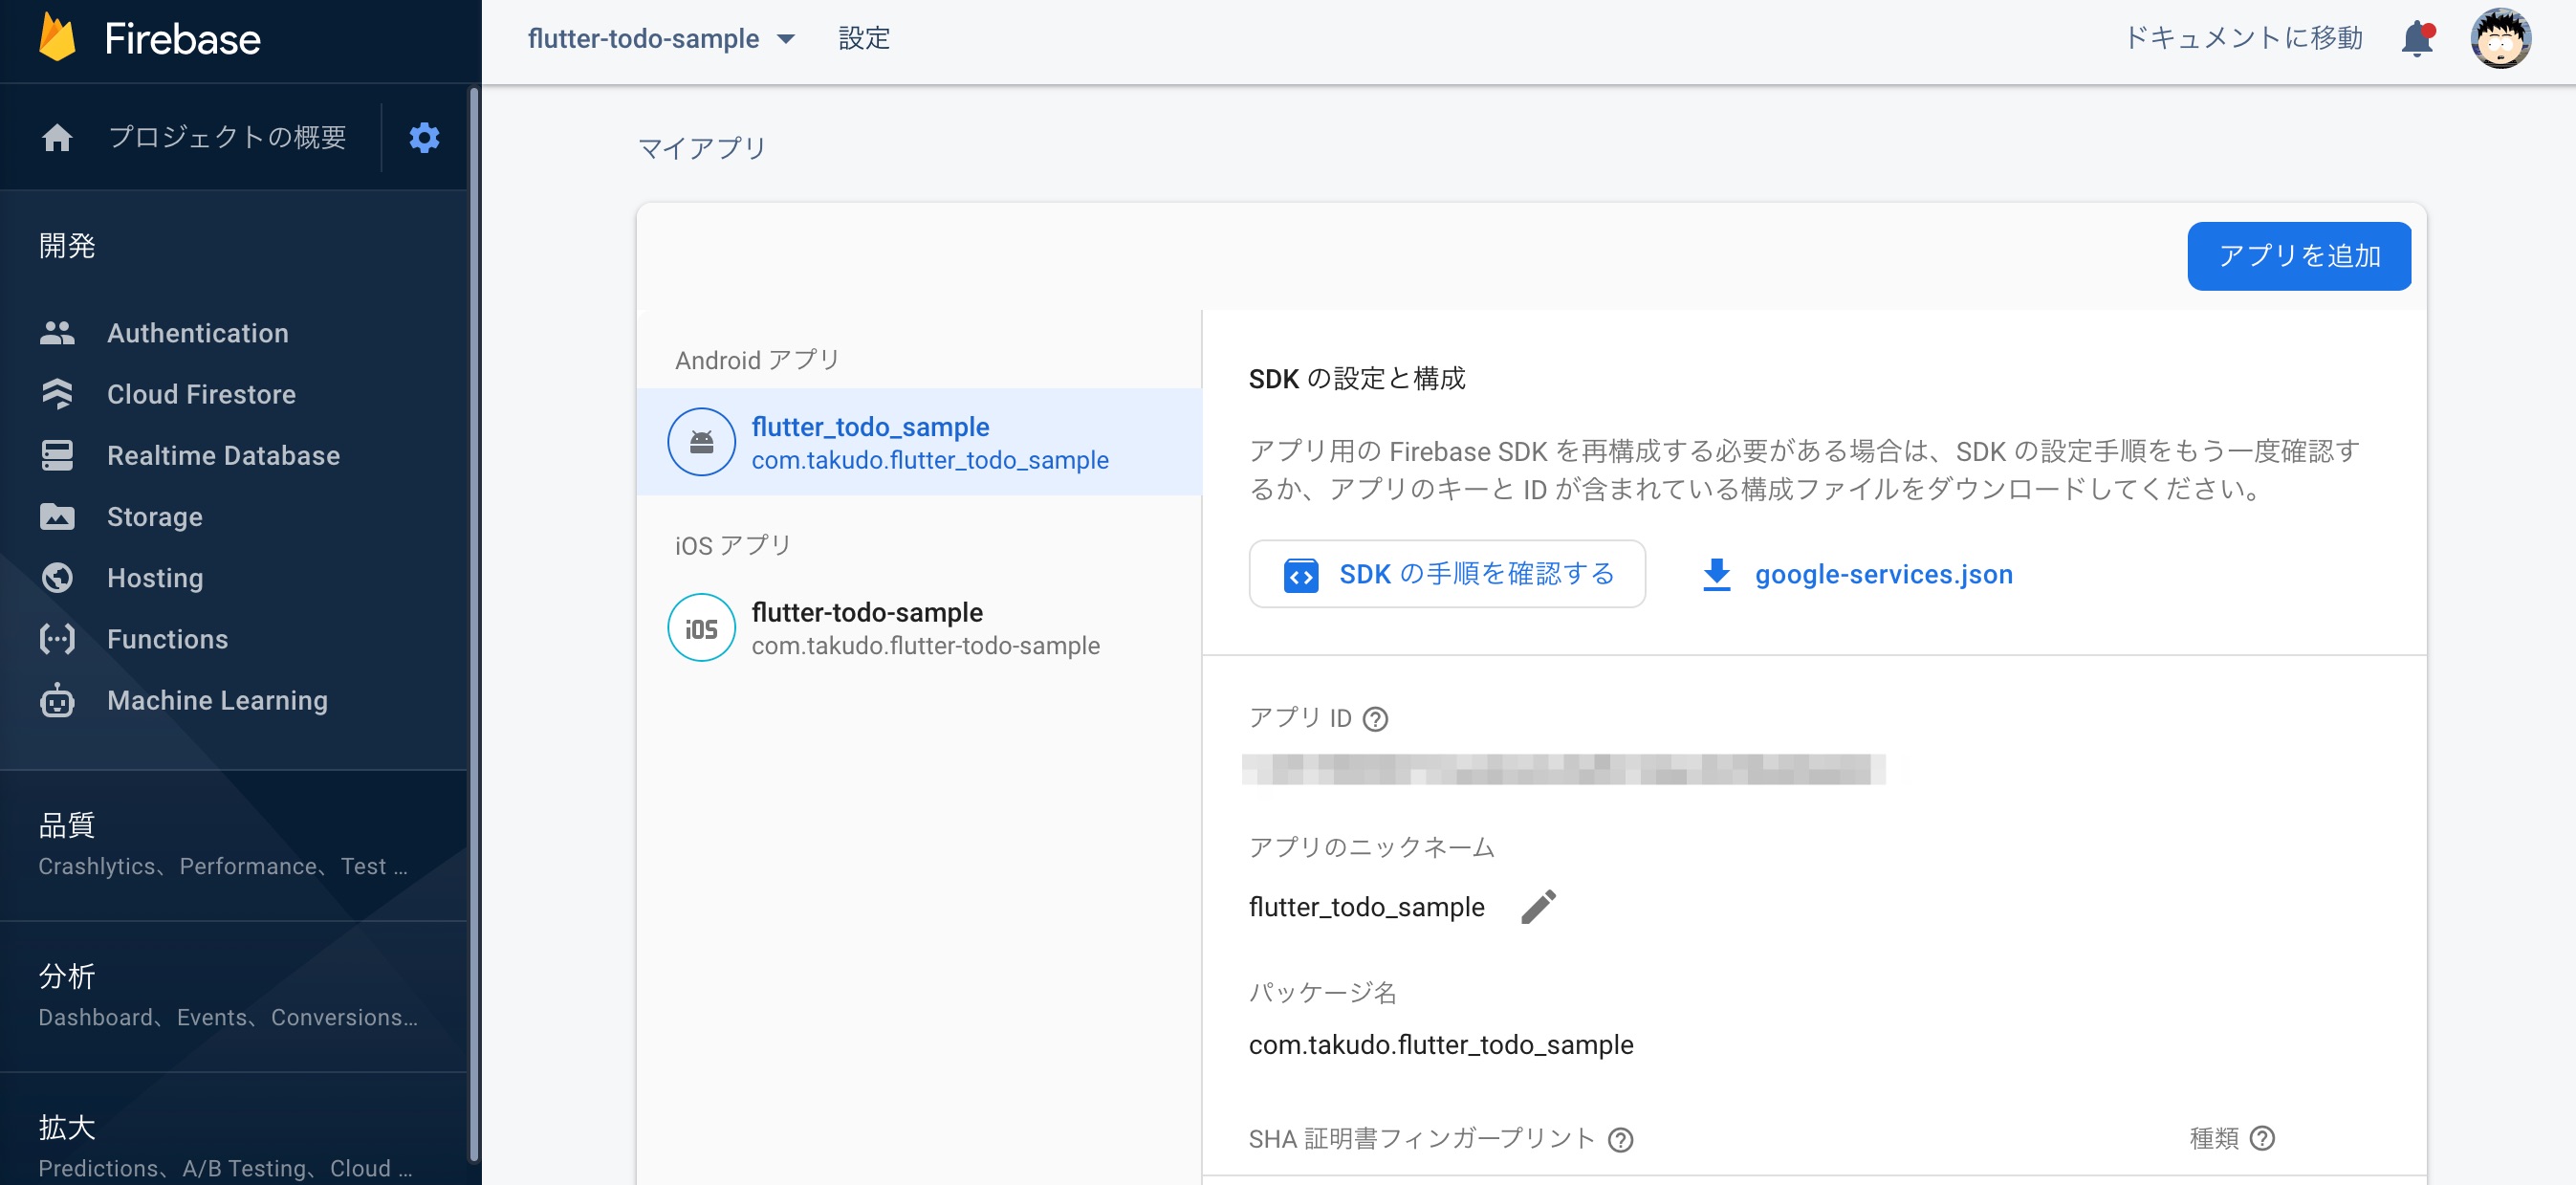 Firebase
flutter-todo-sample
設定
ドキュメントに移動
プロジェクトの概要
開発
Authentication
Cloud Firestore
Realtime Database
Storage
Hosting
Functions
Machine Learning
品質
Crashlytics、Performance、Test ...
分析
Dashboard、Events、Conversions...
拡大
Predictions、A/B Testing、Cloud ...
マイアプリ
アプリを追加
Android アプリ
flutter_todo_sample
com.takudo.flutter_todo_sample
iOS アプリ
iOS
flutter-todo-sample
com.takudo.flutter-todo-sample
SDK の設定と構成
アプリ用の Firebase SDK を再構成する必要がある場合は、SDK の設定手順をもう一度確認す
るか、アプリのキーと ID が含まれている構成ファイルをダウンロードしてください。
SDK の手順を確認する
google-services.json
アプリ ID
アプリのニックネーム
flutter_todo_sample
パッケージ名
com.takudo.flutter_todo_sample
SHA 証明書フィンガープリント
種類